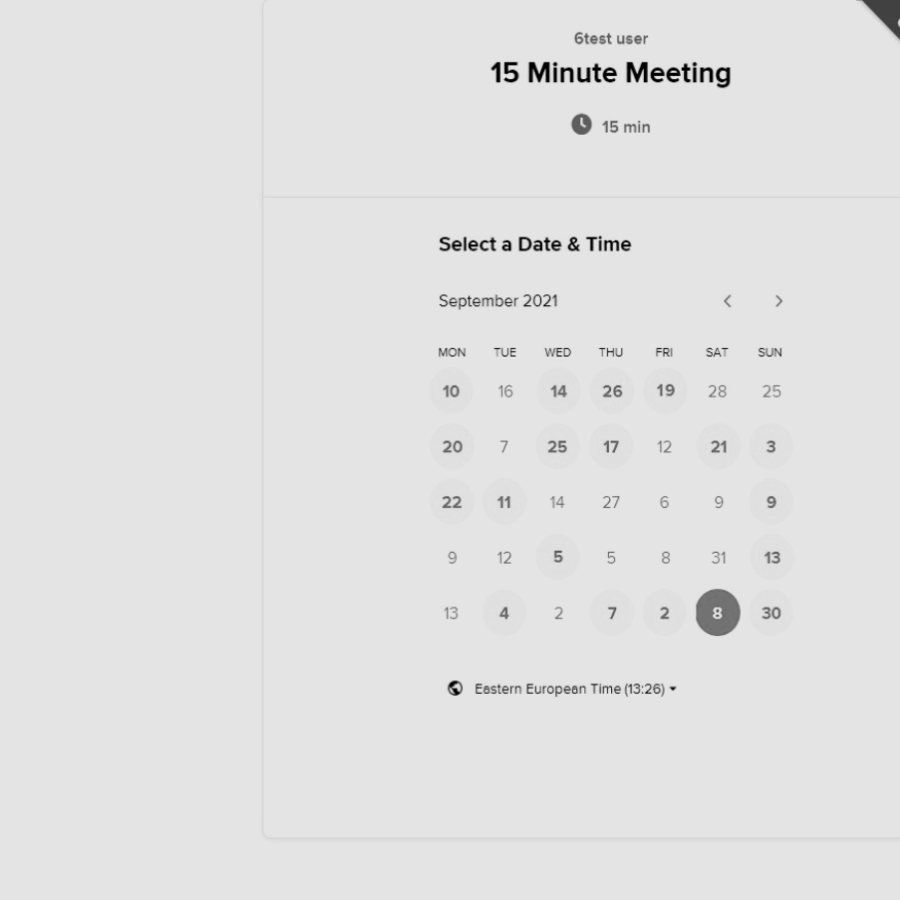 6test user
15 Minute Meeting
15 min
Select a Date & Time
September 2021
MON TUE WED THU FRI SAT SUN
10 16 14 26 19 28 25
20 7 25 17 12 21 3
22 11 14 27 6 9 9
9 12 5 5 8 31 13
13 4 2 7 2 8 30
Eastern European Time (13:26)